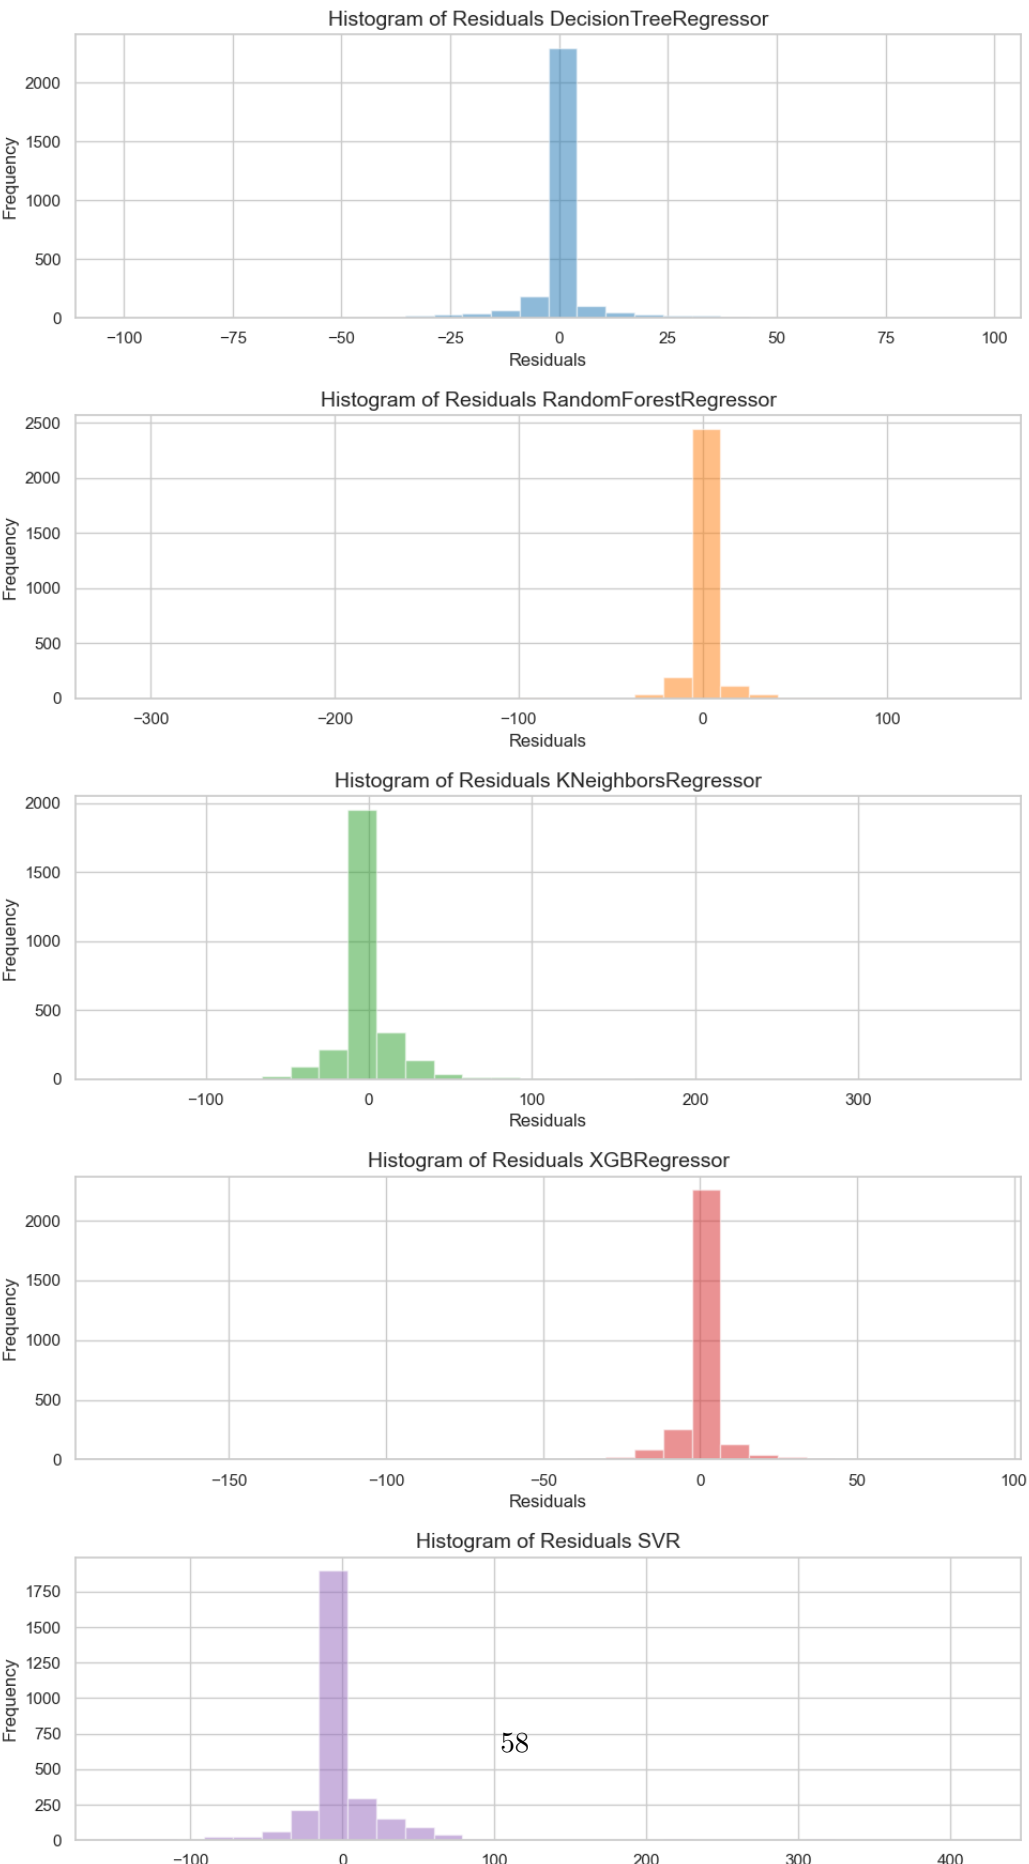 Histogram of Residuals DecisionTreeRegressor
2000
1500
1000
500
0
Frequency
−100 −75 −50 −25 0 25 50 75 100
Residuals
Histogram of Residuals RandomForestRegressor
2500
2000
1500
1000
500
0
Frequency
−300 −200 −100 0 100
Residuals
Histogram of Residuals KNeighborsRegressor
2000
1500
1000
500
0
Frequency
−100 0 100 200 300
Residuals
Histogram of Residuals XGBRegressor
2000
1500
1000
500
0
Frequency
−150 −100 −50 0 50 100
Residuals
Histogram of Residuals SVR
1750
1500
1250
1000
750
500
250
0
Frequency
58
−100 0 100 200 300 400